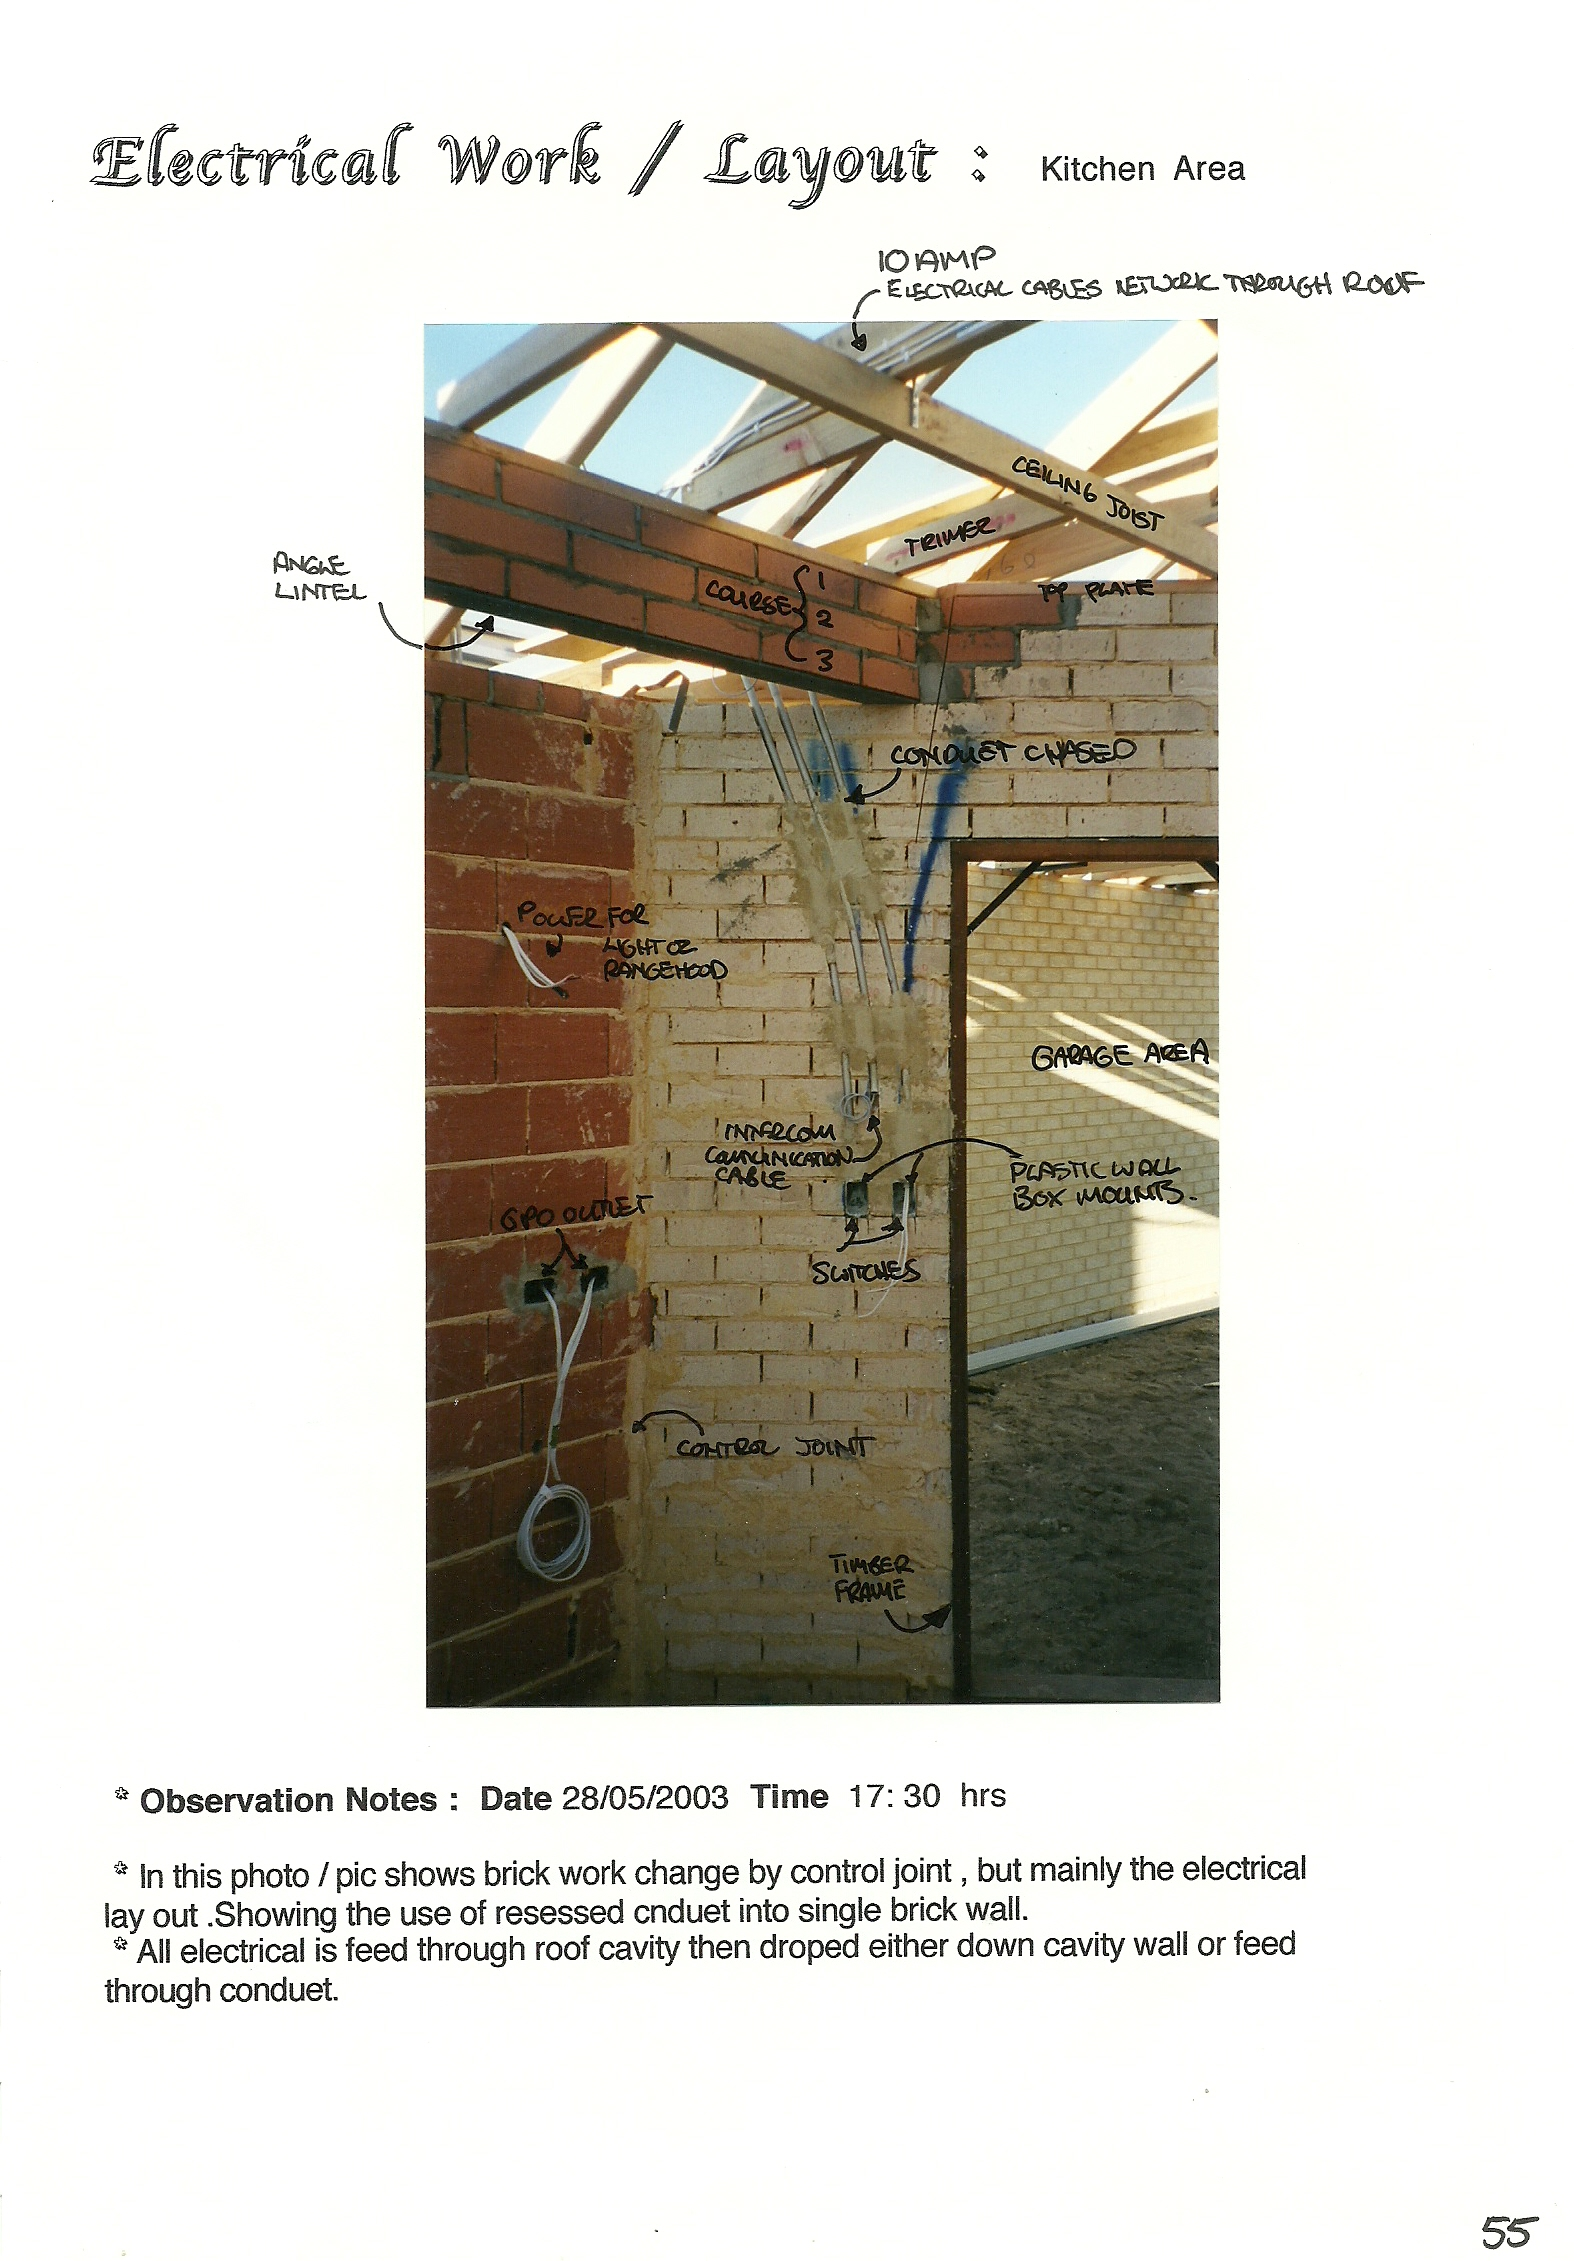 Electrical Work / Layout : Kitchen Area
10 AMP
ELECTRICAL CABLES NETWORK THROUGH ROOF
CEILING JOIST
TRIMER
ANGLE
LINTEL
TOP PLATE
COURSE { 1
2
3
CONDUET CHASED
POWER FOR
LIGHT OR
RANGEHOOD
GARAGE AREA
INTERCOM
COMMUNICATION
CABLE
PLASTIC WALL
BOX MOUNTS.
GPO OUTLET
SWITCHES
CONTROL JOINT
TIMBER
FRAME
* Observation Notes : Date 28/05/2003 Time 17: 30 hrs
* In this photo / pic shows brick work change by control joint , but mainly the electrical
lay out .Showing the use of resessed cnduet into single brick wall.
* All electrical is feed through roof cavity then droped either down cavity wall or feed
through conduet.
55